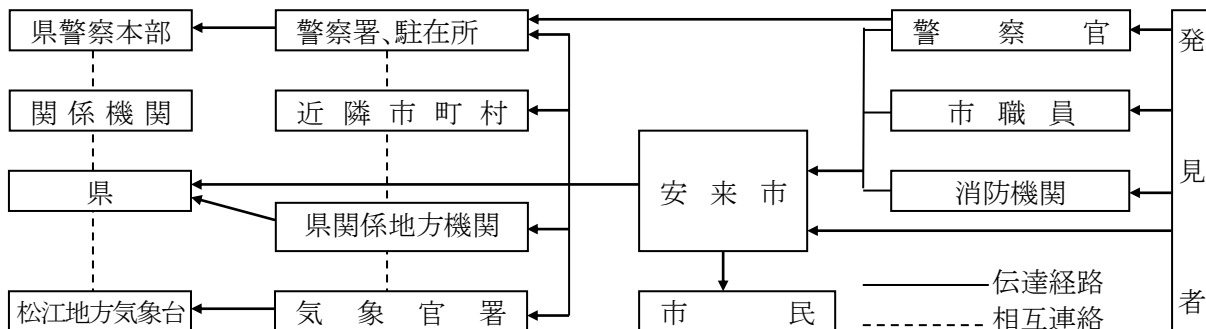 県警察本部
警察署、駐在所
警察官
発見者
関係機関
近隣市町村
市職員
安来市
県
消防機関
県関係地方機関
伝達経路
松江地方気象台
気象官署
市民
相互連絡